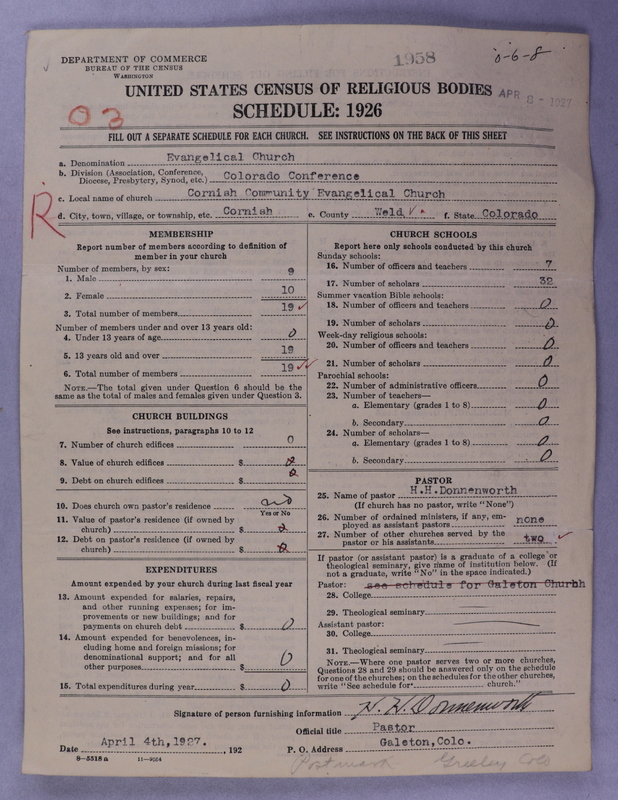 DEPARTMENT OF COMMERCE
BUREAU OF THE CENSUS
WASHINGTON
1958
0-6-8
UNITED STATES CENSUS OF RELIGIOUS BODIES
APR 8 - 1927
SCHEDULE: 1926
03
FILL OUT A SEPARATE SCHEDULE FOR EACH CHURCH. SEE INSTRUCTIONS ON THE BACK OF THIS SHEET
a. Denomination Evangelical Church
b. Division (Association, Conference, Diocese, Presbytery, Synod, etc.) Colorado Conference
c. Local name of church Cornish Community Evangelical Church
R
d. City, town, village, or township, etc. Cornish e. County Weld f. State Colorado
MEMBERSHIP
Report number of members according to definition of
member in your church
Number of members, by sex:
1. Male 9
2. Female 10
3. Total number of members 19
Number of members under and over 13 years old:
4. Under 13 years of age 0
5. 13 years old and over 19
6. Total number of members 19
NOTE.—The total given under Question 6 should be
same as the total of males and females given under Question 3.
CHURCH BUILDINGS
See instructions, paragraphs 10 to 12
7. Number of church edifices 0
8. Value of church edifices $ 0
9. Debt on church edifices $ 0
10. Does church own pastor's residence no
Yes or No
11. Value of pastor's residence (if owned by
church) $ 0
12. Debt on pastor's residence (if owned by
church) $ 0
EXPENDITURES
Amount expended by your church during last fiscal year
13. Amount expended for salaries, repairs,
and other running expenses; for im-
provements or new buildings; and for
payments on church debt $ 0
14. Amount expended for benevolences, in-
cluding home and foreign missions; for
denominational support; and for all
other purposes $ 0
15. Total expenditures during year $ 0
CHURCH SCHOOLS
Report here only schools conducted by this church
Sunday schools:
16. Number of officers and teachers 7
17. Number of scholars 32
Summer vacation Bible schools:
18. Number of officers and teachers 0
19. Number of scholars 0
Week-day religious schools:
20. Number of officers and teachers 0
21. Number of scholars 0
Parochial schools:
22. Number of administrative officers 0
23. Number of teachers—
a. Elementary (grades 1 to 8) 0
b. Secondary 0
24. Number of scholars—
a. Elementary (grades 1 to 8) 0
b. Secondary 0
PASTOR
25. Name of pastor H.H.Donnenworth
(If church has no pastor, write "None")
26. Number of ordained ministers, if any, em-
ployed as assistant pastors none
27. Number of other churches served by the
pastor or his assistants two
If pastor (or assistant pastor) is a graduate of a college or
theological seminary, give name of institution below. (If
not a graduate, write "No" in the space indicated.)
Pastor: see schedule for Galeton Church
28. College
29. Theological seminary
Assistant pastor:
30. College
31. Theological seminary
NOTE.—Where one pastor serves two or more churches,
Questions 28 and 29 should be answered only on the schedule
for one of the churches; on the schedules for the other churches,
write "See schedule for church."
Signature of person furnishing information H. H. Donnenworth
Official title Pastor
Date April 4th,1927. , 192 P. O. Address Galeton,Colo.
8-5518a 11-9264
Postmark Greeley Colo